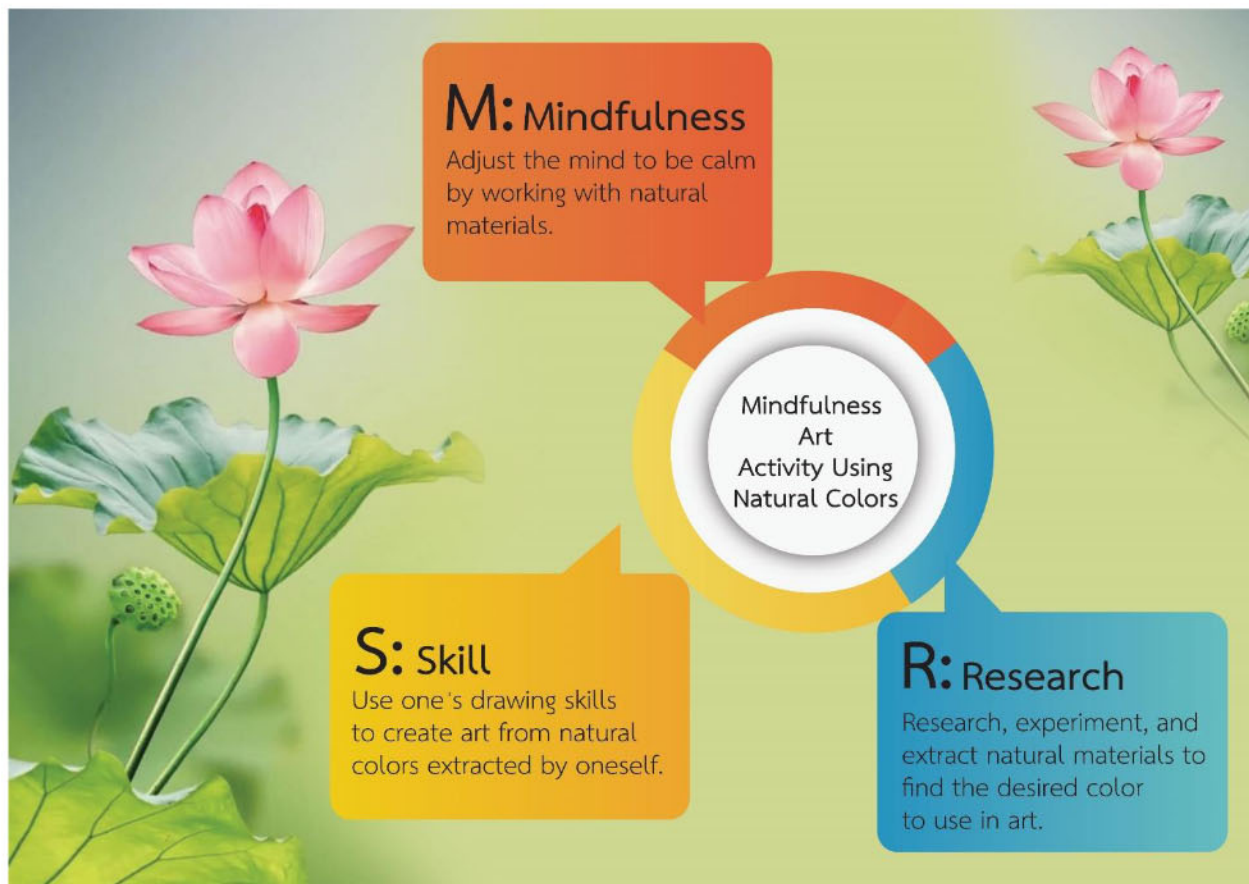 M: Mindfulness
Adjust the mind to be calm
by working with natural
materials.
Mindfulness
Art
Activity Using
Natural Colors
S: Skill
Use one's drawing skills
to create art from natural
colors extracted by oneself.
R: Research
Research, experiment, and
extract natural materials to
find the desired color
to use in art.